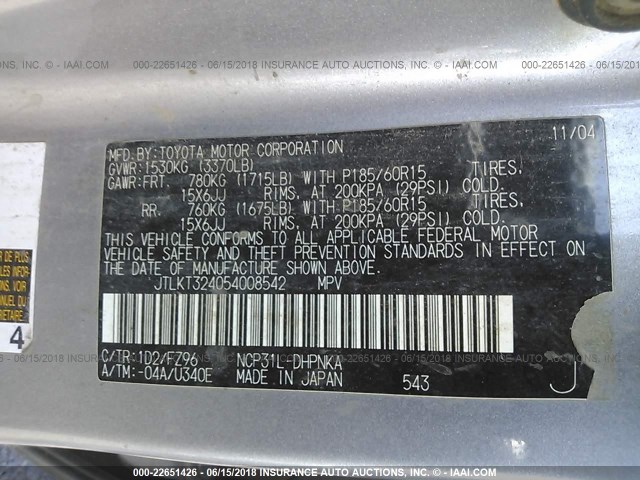 000-22651426 - 06/15/2018 INSURANCE AUTO AUCTIONS, INC. © - IAAI.COM
11/04
MFD. BY: TOYOTA MOTOR CORPORATION
GVWR: 1530KG (3370LB)
GAWR: FRT. 780KG (1715LB) WITH P185/60R15 TIRES,
15X6JJ RIMS, AT 200KPA (29PSI) COLD.
RR. 760KG (1675LB) WITH P185/60R15 TIRES,
15X6JJ RIMS, AT 200KPA (29PSI) COLD.
THIS VEHICLE CONFORMS TO ALL APPLICABLE FEDERAL MOTOR
VEHICLE SAFETY AND THEFT PREVENTION STANDARDS IN EFFECT ON
THE DATE OF MANUFACTURE SHOWN ABOVE.
JTLKT324054008542 MPV
C/TR: 1D2/FZ96 NCP31L DHPNKA
A/TM: -04A/U340E MADE IN JAPAN 543 J
4
000-22651426 - 06/15/2018 INSURANCE AUTO AUCTIONS, INC. © - IAAI.COM
000-22651426 - 06/15/2018 INSURANCE AUTO AUCTIONS, INC. © - IAAI.COM